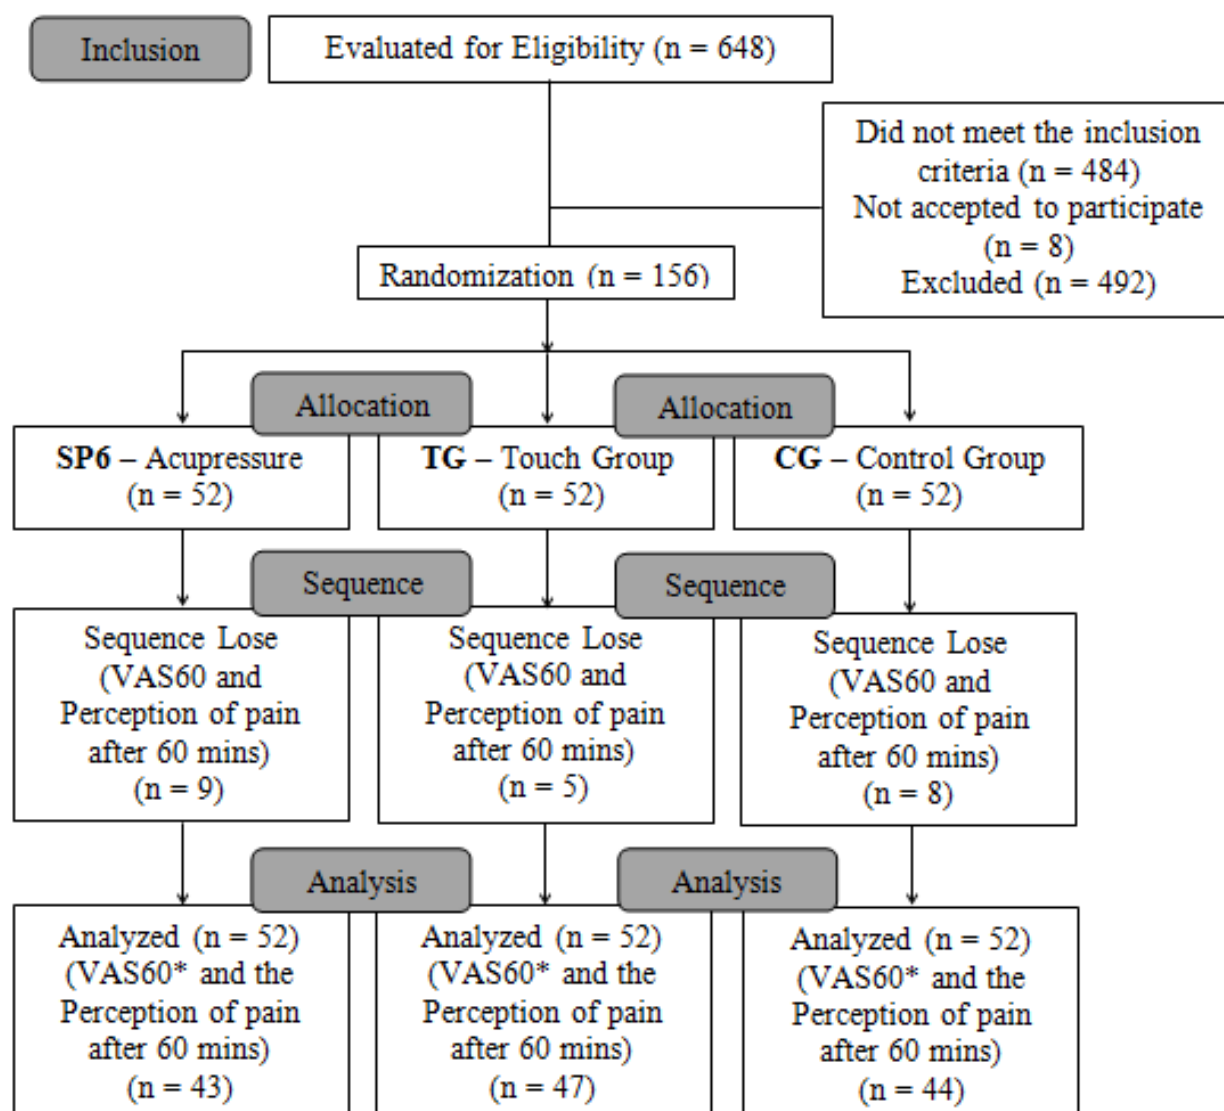 Inclusion
Evaluated for Eligibility (n = 648)
Did not meet the inclusion
criteria (n = 484)
Not accepted to participate
(n = 8)
Excluded (n = 492)
Randomization (n = 156)
Allocation
Allocation
SP6 – Acupressure
(n = 52)
TG – Touch Group
(n = 52)
CG – Control Group
(n = 52)
Sequence
Sequence
Sequence Lose
(VAS60 and
Perception of pain
after 60 mins)
(n = 9)
Sequence Lose
(VAS60 and
Perception of pain
after 60 mins)
(n = 5)
Sequence Lose
(VAS60 and
Perception of pain
after 60 mins)
(n = 8)
Analysis
Analysis
Analyzed (n = 52)
(VAS60* and the
Perception of pain
after 60 mins)
(n = 43)
Analyzed (n = 52)
(VAS60* and the
Perception of pain
after 60 mins)
(n = 47)
Analyzed (n = 52)
(VAS60* and the
Perception of pain
after 60 mins)
(n = 44)